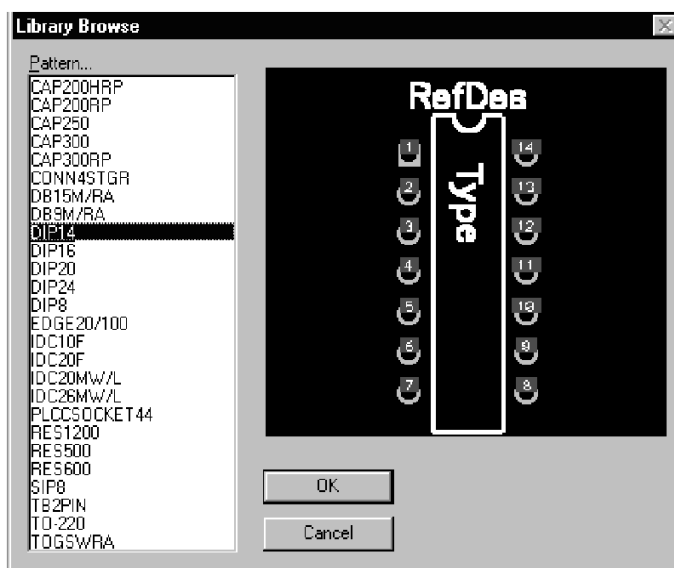 Library Browse
Pattern...
CAP200HRP
CAP200RP
CAP250
CAP300
CAP300RP
CONN4STGR
DB15M/RA
DB9M/RA
DIP14
DIP16
DIP20
DIP24
DIP8
EDGE20/100
IDC10F
IDC20F
IDC20MW/L
IDC26MW/L
PLCCSOCKET44
RES1200
RES500
RES600
SIP8
TB2PIN
TO-220
TOGSWRA
RefDes
Type
1 14
2 13
3 12
4 11
5 10
6 9
7 8
OK
Cancel